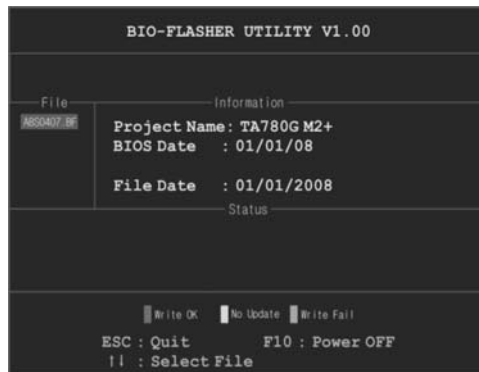 BIO-FLASHER UTILITY V1.00
File
Information
ABS0407.BF
Project Name: TA780G M2+
BIOS Date : 01/01/08
File Date : 01/01/2008
Status
Write OK No Update Write Fail
ESC : Quit F10 : Power OFF
↑↓ : Select File